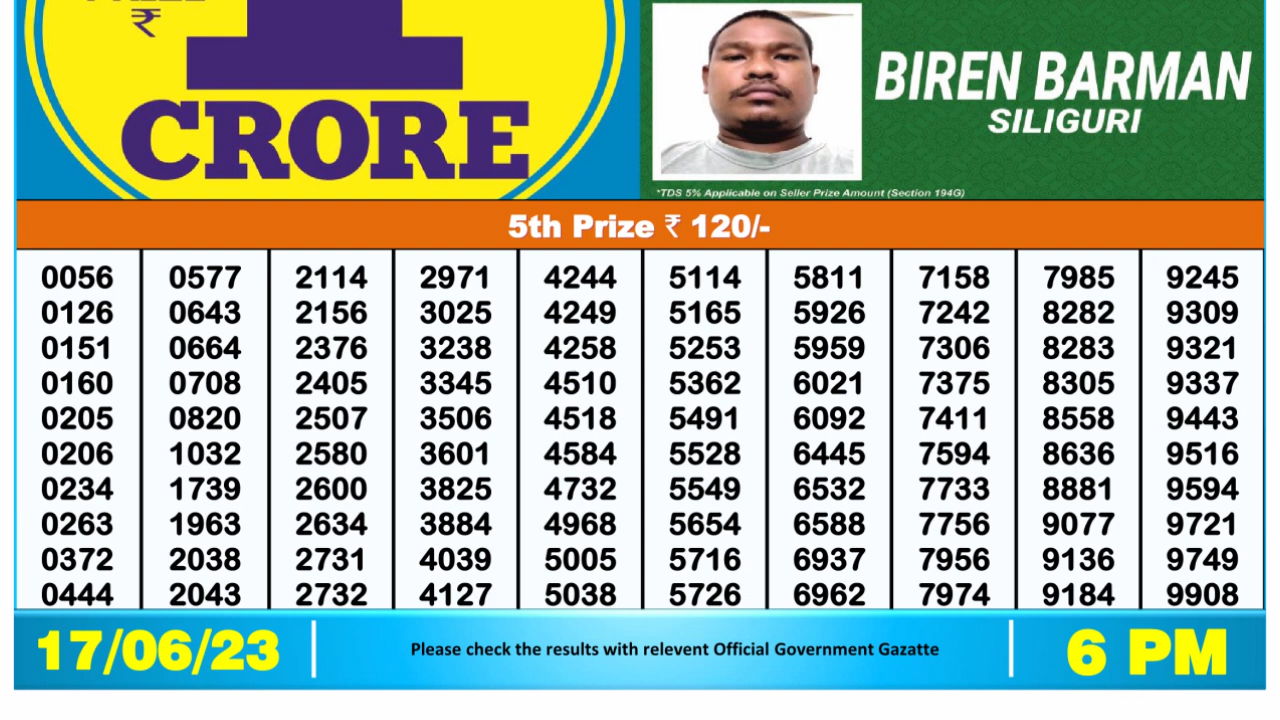 ₹
CRORE
BIREN BARMAN
SILIGURI
*TDS 5% Applicable on Seller Prize Amount (Section 194G)
5th Prize ₹ 120/-
0056 0577 2114 2971 4244 5114 5811 7158 7985 9245
0126 0643 2156 3025 4249 5165 5926 7242 8282 9309
0151 0664 2376 3238 4258 5253 5959 7306 8283 9321
0160 0708 2405 3345 4510 5362 6021 7375 8305 9337
0205 0820 2507 3506 4518 5491 6092 7411 8558 9443
0206 1032 2580 3601 4584 5528 6445 7594 8636 9516
0234 1739 2600 3825 4732 5549 6532 7733 8881 9594
0263 1963 2634 3884 4968 5654 6588 7756 9077 9721
0372 2038 2731 4039 5005 5716 6937 7956 9136 9749
0444 2043 2732 4127 5038 5726 6962 7974 9184 9908
17/06/23
Please check the results with relevent Official Government Gazatte
6 PM